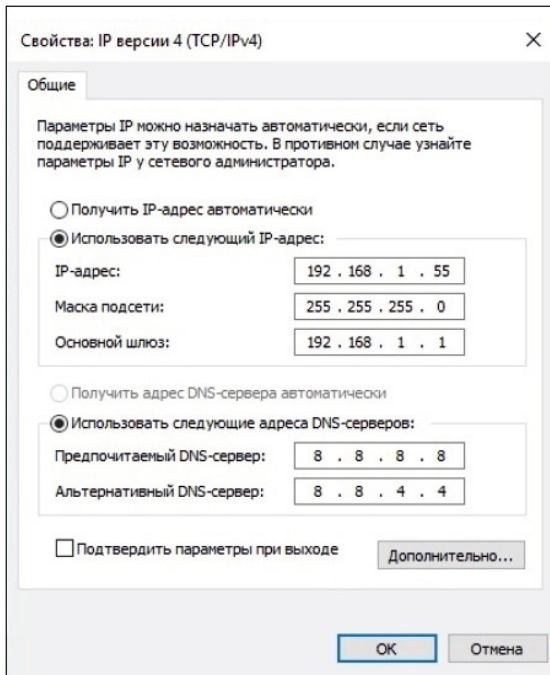 Свойства: IP версии 4 (TCP/IPv4)
Общие
Параметры IP можно назначать автоматически, если сеть
поддерживает эту возможность. В противном случае узнайте
параметры IP у сетевого администратора.
Получить IP-адрес автоматически
Использовать следующий IP-адрес:
IP-адрес: 192 . 168 . 1 . 55
Маска подсети: 255 . 255 . 255 . 0
Основной шлюз: 192 . 168 . 1 . 1
Получить адрес DNS-сервера автоматически
Использовать следующие адреса DNS-серверов:
Предпочитаемый DNS-сервер: 8 . 8 . 8 . 8
Альтернативный DNS-сервер: 8 . 8 . 4 . 4
Подтвердить параметры при выходе Дополнительно...
ОК Отмена